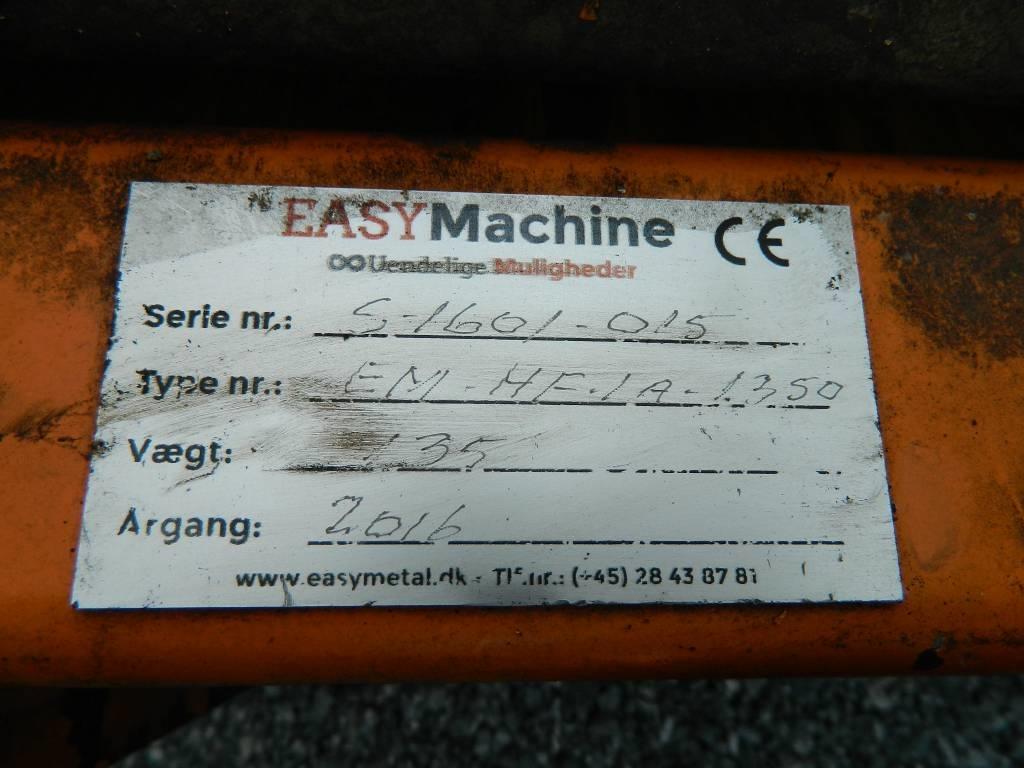 EASYMachine CE
∞ Uendelige Muligheder
Serie nr.: S-1601-015
Type nr.: EM-HF-1A-1350
Vægt: 135
Årgang: 2016
www.easymetal.dk - Tlf.nr.: (+45) 28 43 87 81